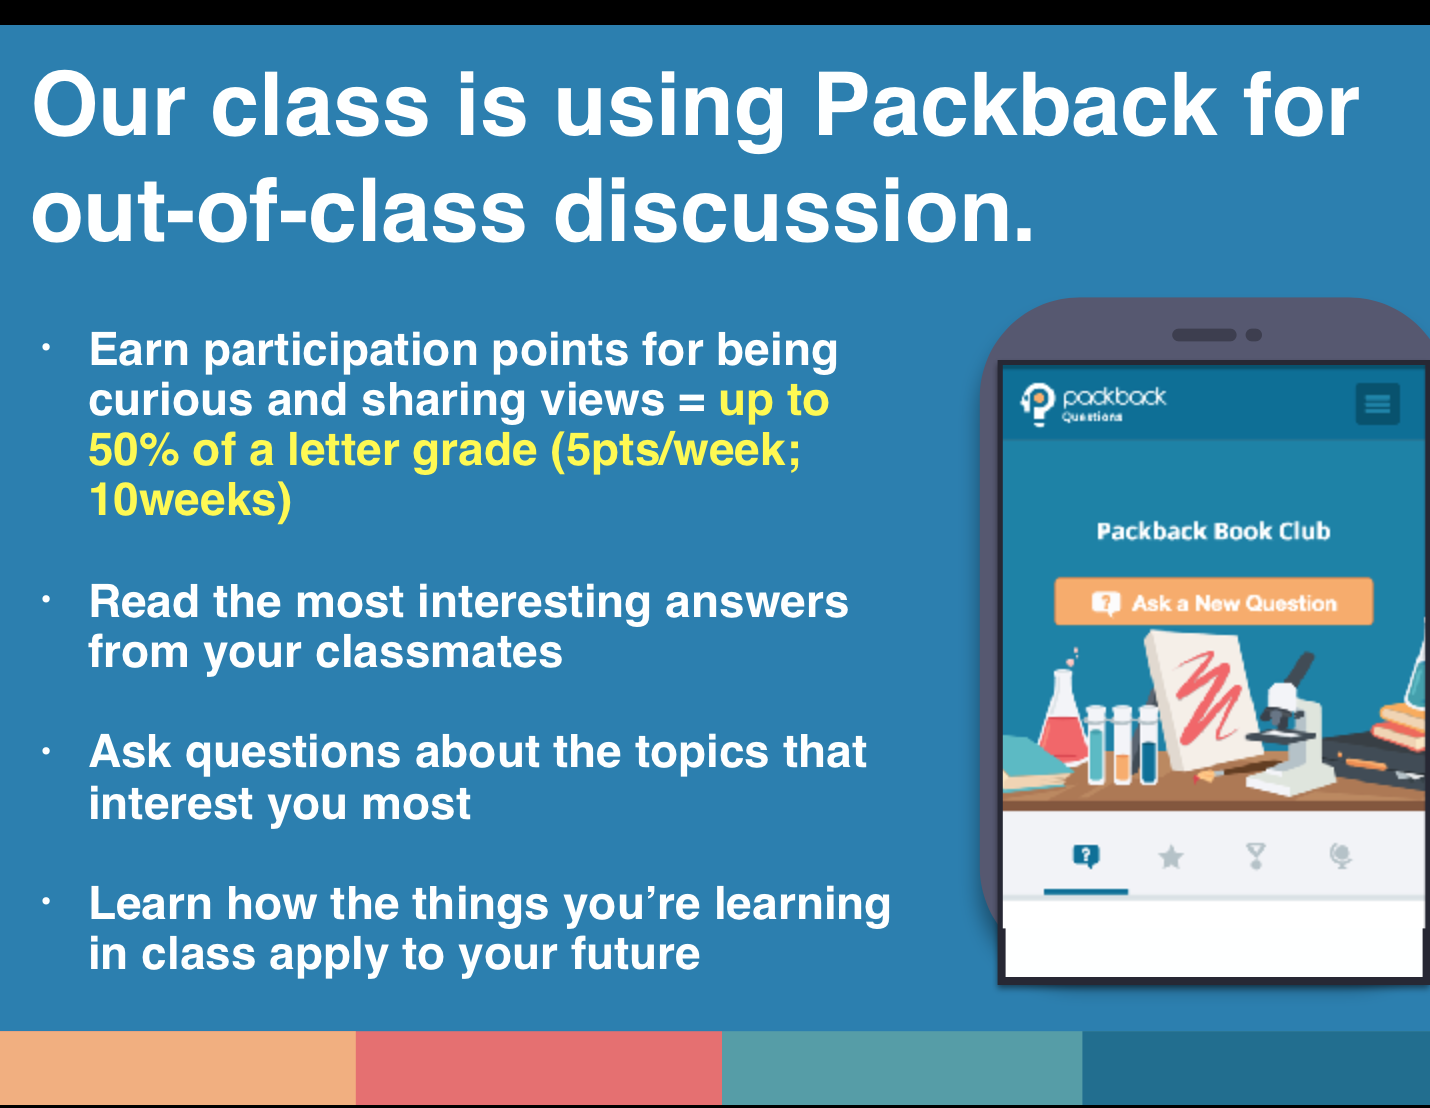 Our class is using Packback for
out-of-class discussion.
• Earn participation points for being
curious and sharing views = up to
50% of a letter grade (5pts/week;
10weeks)
• Read the most interesting answers
from your classmates
• Ask questions about the topics that
interest you most
• Learn how the things you’re learning
in class apply to your future
packback
Questions
Packback Book Club
? Ask a New Question
?